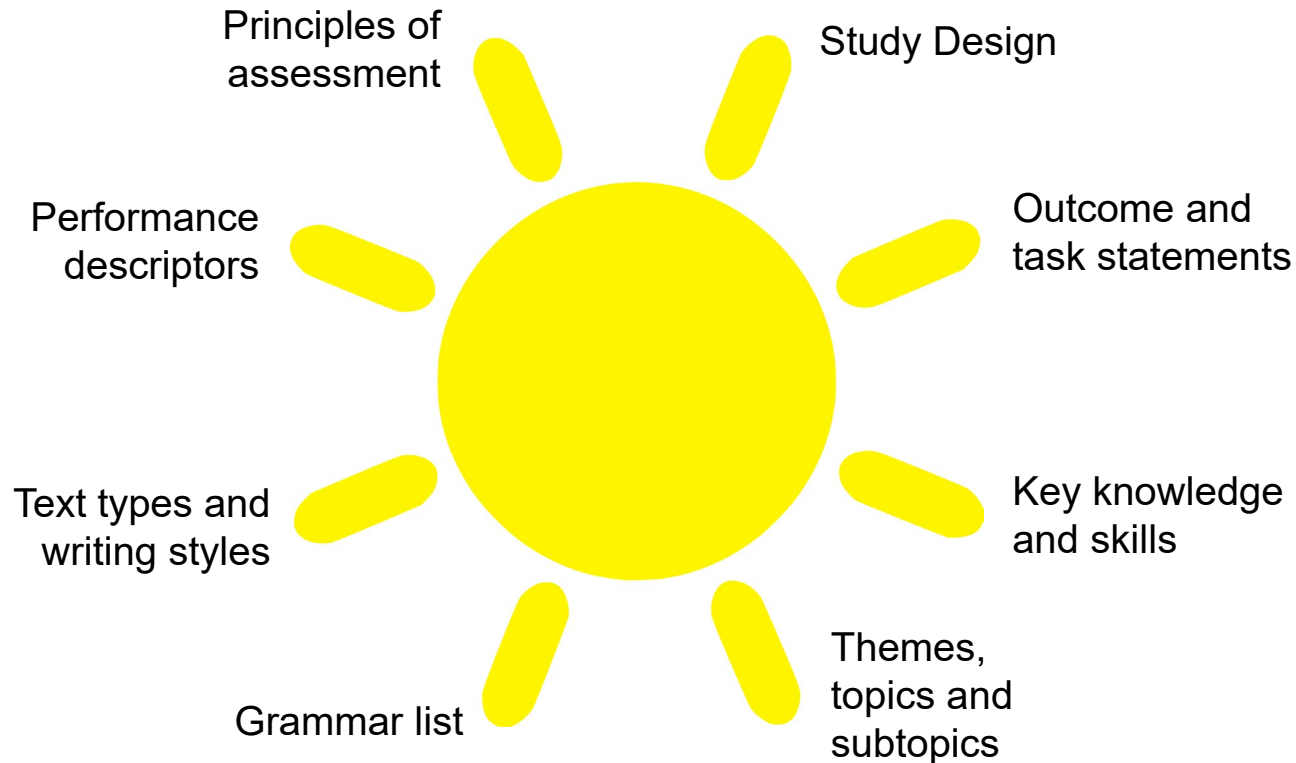 Principles of
assessment
Study Design
Outcome and
task statements
Key knowledge
and skills
Themes,
topics and
subtopics
Grammar list
Text types and
writing styles
Performance
descriptors